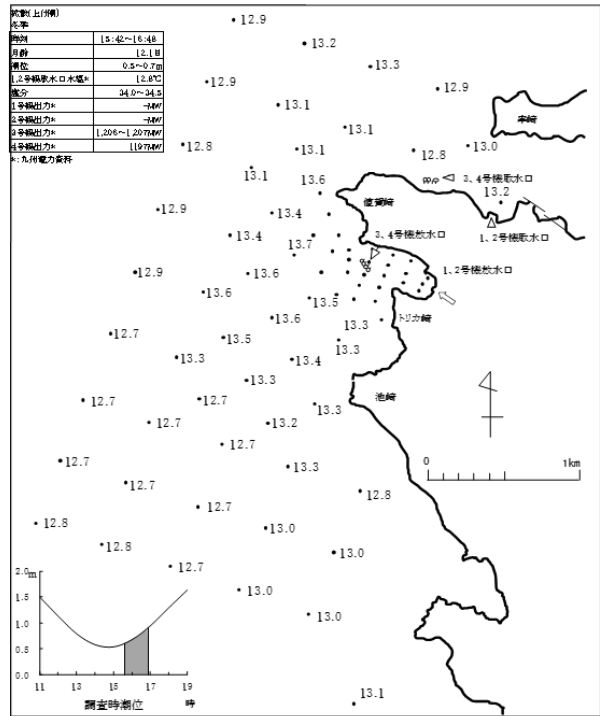 冬季
時刻 15:42~16:48
月齢 12.1日
潮位 0.5~0.7m
1,2号機取水口水温* 12.8℃
塩分 34.0~34.5
1号機出力* -MW
2号機出力* -MW
3号機出力* 1,206~1,207MW
4号機出力* 1197MW
*:九州電力資料
12.9
13.2
13.3
12.9
12.9
13.1
13.1
串崎
12.8
13.1
12.8
13.0
13.1
3、4号機取水口
13.6
値賀崎
13.2
12.9
13.4
3、4号機放水口
1、2号機取水口
13.4
13.7
1、2号機放水口
12.9
13.6
13.6
13.5
13.6
13.3
トリカ崎
12.7
13.5
13.3
13.3
13.4
13.3
池崎
12.7
12.7
13.3
12.7
13.2
12.7
0 1km
12.7
13.3
12.7
12.8
12.7
12.8
13.0
12.8
13.0
12.7
13.0
13.0
13.1
2.0m
1.5
1.0
0.5
0.0
11 13 15 17 19
調査時潮位 時